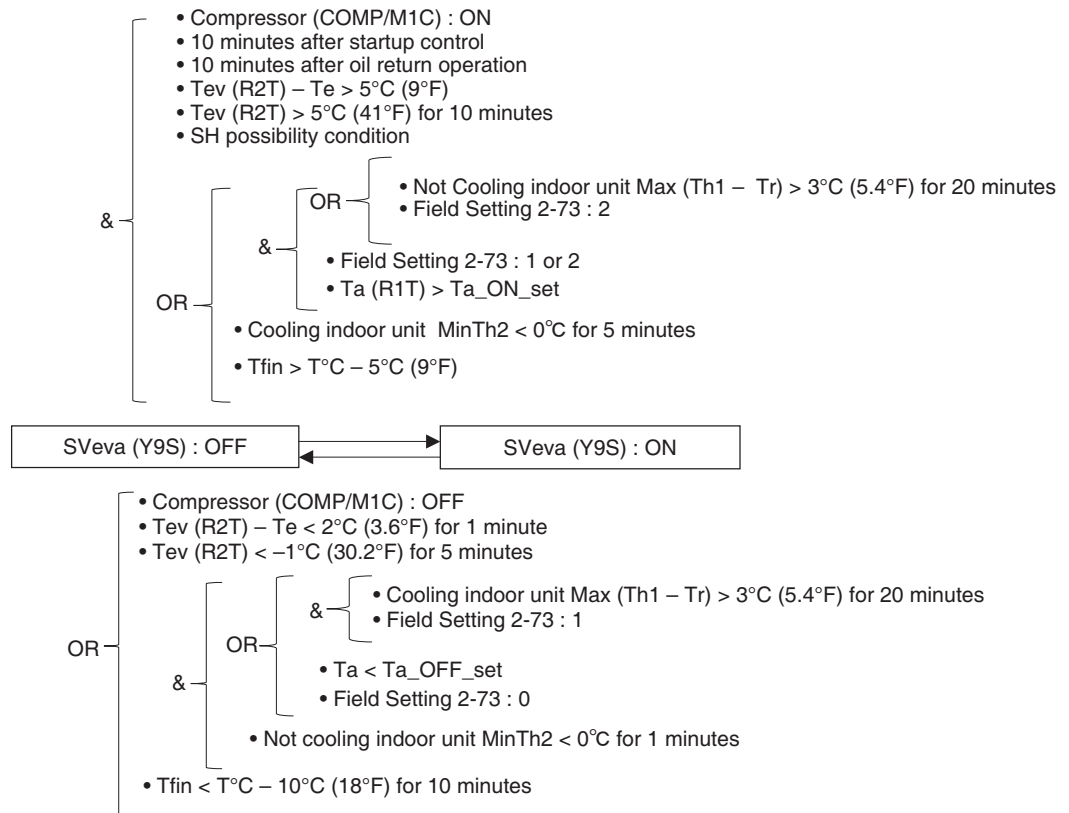 • Compressor (COMP/M1C) : ON
• 10 minutes after startup control
• 10 minutes after oil return operation
• Tev (R2T) – Te > 5°C (9°F)
• Tev (R2T) > 5°C (41°F) for 10 minutes
• SH possibility condition
• Not Cooling indoor unit Max (Th1 – Tr) > 3°C (5.4°F) for 20 minutes
OR
• Field Setting 2-73 : 2
&
&
• Field Setting 2-73 : 1 or 2
• Ta (R1T) > Ta_ON_set
OR
• Cooling indoor unit MinTh2 < 0°C for 5 minutes
• Tfin > T°C – 5°C (9°F)
SVeva (Y9S) : OFF
SVeva (Y9S) : ON
• Compressor (COMP/M1C) : OFF
• Tev (R2T) – Te < 2°C (3.6°F) for 1 minute
• Tev (R2T) < –1°C (30.2°F) for 5 minutes
• Cooling indoor unit Max (Th1 – Tr) > 3°C (5.4°F) for 20 minutes
&
• Field Setting 2-73 : 1
OR
OR
• Ta < Ta_OFF_set
&
• Field Setting 2-73 : 0
• Not cooling indoor unit MinTh2 < 0°C for 1 minutes
• Tfin < T°C – 10°C (18°F) for 10 minutes